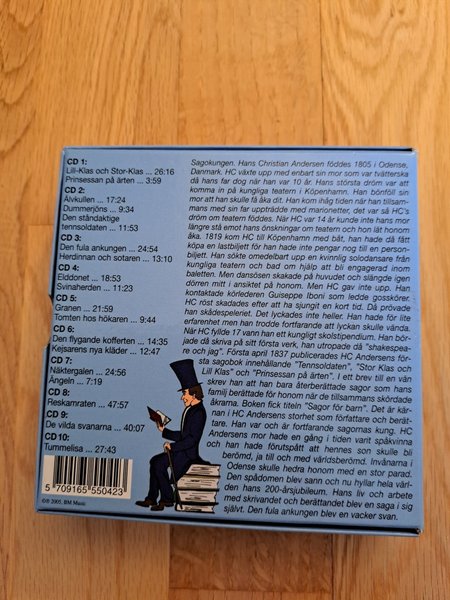 CD 1:
Lill-Klas och Stor-Klas ... 26:16
Prinsessan på ärten ... 3:59
CD 2:
Älvkullen ... 17:24
Dummerjöns ... 9:34
Den ståndaktige
tennsoldaten ... 11:53
CD 3:
Den fula ankungen ... 24:54
Herdinnan och sotaren ... 13:10
CD 4:
Elddonet ... 18:53
Svinaherden ... 11:23
CD 5:
Granen ... 21:59
Tomten hos hökaren ... 9:44
CD 6:
Den flygande kofferten ... 14:35
Kejsarens nya kläder ... 12:47
CD 7:
Näktergalen ... 24:56
Ängeln ... 7:19
CD 8:
Reskamraten ... 47:57
CD 9:
De vilda svanarna ... 40:07
CD 10:
Tummelisa ... 27:43
5 709165 550423
©℗ 2005, BM Music
Sagokungen. Hans Christian Andersen föddes 1805 i Odense,
Danmark. HC växte upp med enbart sin mor som var tvätterska
då hans far dog när han var 10 år. Hans största dröm var att
komma in på kungliga teatern i Köpenhamn. Han bönföll sin
mor att han skulle få åka dit. Han kom ihåg tiden när han tillsam-
mans med sin far uppträdde med marionetter, det var så HC's
dröm om teatern föddes. När HC var 14 år kunde inte hans mor
längre stå emot hans önskningar om teatern och hon lät honom
åka. 1819 kom HC till Köpenhamn med båt, han hade då fått
köpa en lastbiljett för han hade inte pengar nog till en person-
biljett. Han sökte omedelbart upp en kvinnlig solodansare från
kungliga teatern och bad om hjälp att bli engagerad inom
baletten. Men dansösen skakade på huvudet och slängde igen
dörren mitt i ansiktet på honom. Men HC gav inte upp. Han
kontaktade körledaren Guiseppe Iboni som ledde gosskörer.
HC röst skadades efter att ha sjungit en kort tid. Då provade
han skådespeleriet. Det lyckades inte heller. Han hade för lite
erfarenhet men han trodde fortfarande att lyckan skulle vända.
När HC fyllde 17 vann han ett kungligt skolstipendium. Han bör-
jade då skriva på sitt första verk, han utropade då "shakespea-
re och jag". Första april 1837 publicerades HC Andersens för-
sta sagobok innehållande "Tennsoldaten", "Stor Klas och
Lill Klas" och "Prinsessan på ärten". I ett brev till en vän
skrev han att han bara återberättade sagor som hans
familj berättade för honom när de tillsammans skördade
åkrarna. Boken fick titeln "Sagor för barn". Det är kän-
nan i HC Andersens storhet som författare och berätt-
are. Han var och är fortfarande sagornas kung. HC
Andersens mor hade en gång i tiden varit spåkvinna
och han hade förutspått att hennes son skulle bli
berömd, ja till och med världsberömd. Invånarna i
Odense skulle hedra honom med en stor parad.
Den spådomen blev sann och nu hyllar hela värl-
den hans 200-årsjubileum. Hans liv och arbete
med skrivandet och berättandet blev en saga i sig
självt. Den fula ankungen blev en vacker svan.